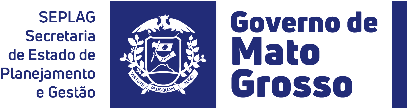 SEPLAG
Secretaria
de Estado de
Planejamento
e Gestão
Governo de
Mato
Grosso